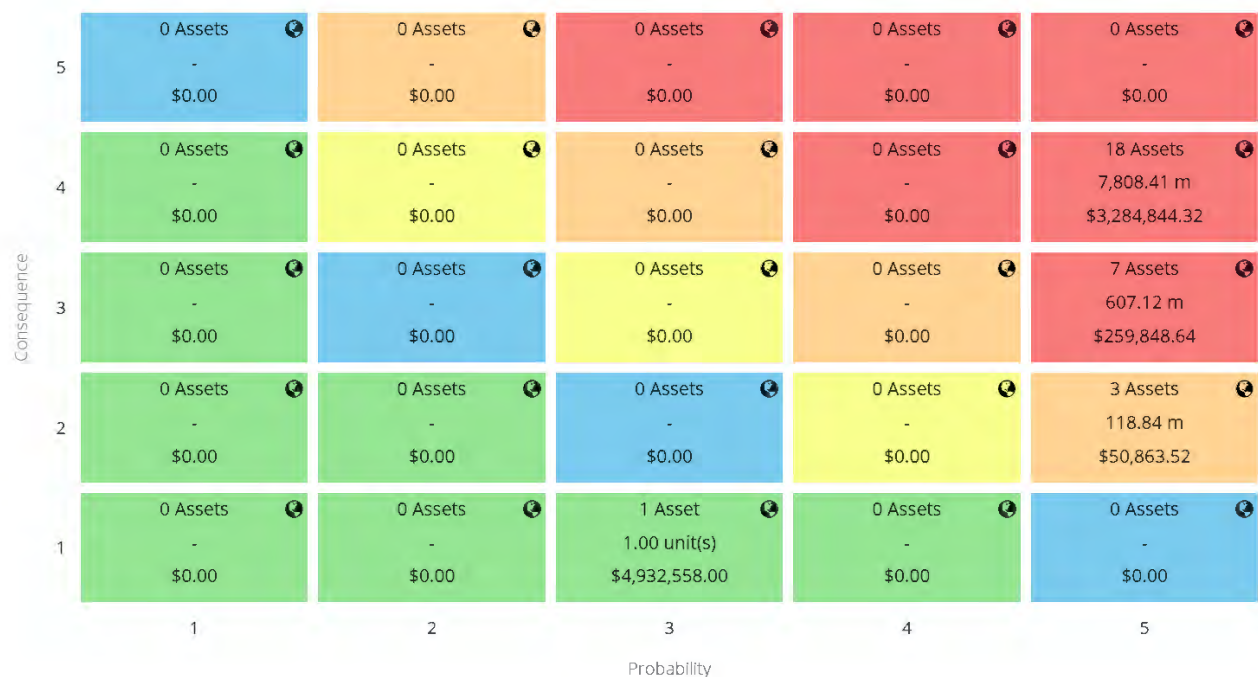 0 Assets 0 Assets 0 Assets 0 Assets 0 Assets
5 - - - - -
$0.00 $0.00 $0.00 $0.00 $0.00
0 Assets 0 Assets 0 Assets 0 Assets 18 Assets
4 - - - - 7,808.41 m
$0.00 $0.00 $0.00 $0.00 $3,284,844.32
Consequence
0 Assets 0 Assets 0 Assets 0 Assets 7 Assets
3 - - - - 607.12 m
$0.00 $0.00 $0.00 $0.00 $259,848.64
0 Assets 0 Assets 0 Assets 0 Assets 3 Assets
2 - - - - 118.84 m
$0.00 $0.00 $0.00 $0.00 $50,863.52
0 Assets 0 Assets 1 Asset 0 Assets 0 Assets
1 - - 1.00 unit(s) - -
$0.00 $0.00 $4,932,558.00 $0.00 $0.00
1 2 3 4 5
Probability